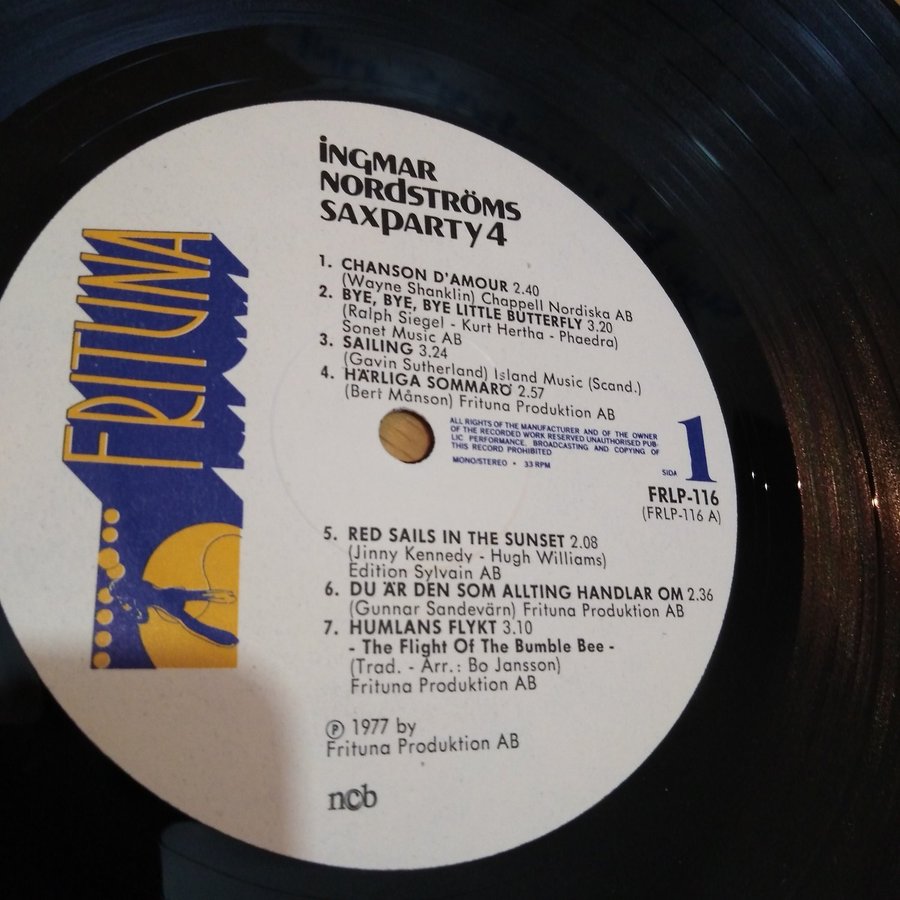 FRITUNA
İNGMAR
NORDSTRÖMS
SAXPARTY 4
1. CHANSON D'AMOUR 2.40
(Wayne Shanklin) Chappell Nordiska AB
2. BYE, BYE, BYE LITTLE BUTTERFLY 3.20
(Ralph Siegel - Kurt Hertha - Phaedra)
Sonet Music AB
3. SAILING 3.24
(Gavin Sutherland) Island Music (Scand.)
4. HÄRLIGA SOMMARÖ 2.57
(Bert Månson) Frituna Produktion AB
ALL RIGHTS OF THE MANUFACTURER AND OF THE OWNER
OF THE RECORDED WORK RESERVED UNAUTHORISED PUB-
LIC PERFORMANCE, BROADCASTING AND COPYING OF
THIS RECORD PROHIBITED
MONO/STEREO • 33 RPM
SIDA 1
FRLP-116
(FRLP-116 A)
5. RED SAILS IN THE SUNSET 2.08
(Jinny Kennedy - Hugh Williams)
Edition Sylvain AB
6. DU ÄR DEN SOM ALLTING HANDLAR OM 2.36
(Gunnar Sandevärn) Frituna Produktion AB
7. HUMLANS FLYKT 3.10
- The Flight Of The Bumble Bee -
(Trad. - Arr.: Bo Jansson)
Frituna Produktion AB
℗ 1977 by
Frituna Produktion AB
ncb